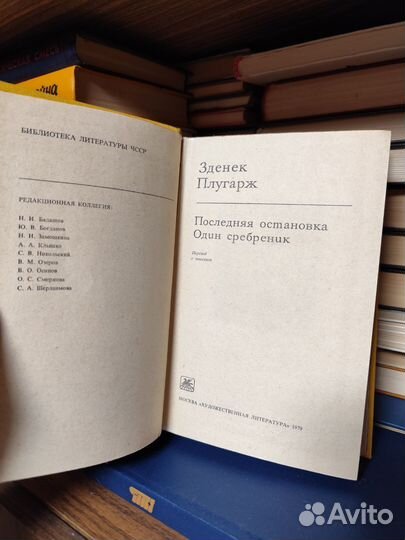 БИБЛИОТЕКА ЛИТЕРАТУРЫ ЧССР
РЕДАКЦИОННАЯ КОЛЛЕГИЯ:
Н. И. Балашов
Ю. В. Богданов
Н. Н. Замошкина
А. А. Клышко
С. В. Никольский
В. М. Озеров
В. О. Осипов
О. С. Смирнова
С. А. Шерлаимова
Зденек
Плугарж
Последняя остановка
Один сребреник
Перевод
с чешского
МОСКВА «ХУДОЖЕСТВЕННАЯ ЛИТЕРАТУРА» 1979
Avito